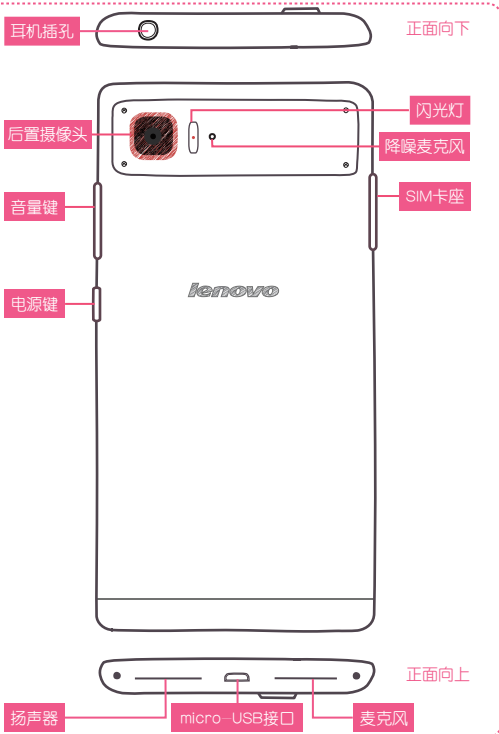 正面向下
耳机插孔
闪光灯
后置摄像头
降噪麦克风
SIM卡座
音量键
lenovo
电源键
正面向上
扬声器
micro-USB接口
麦克风